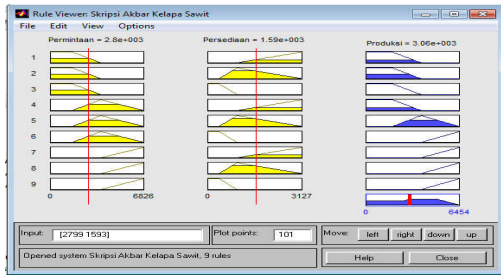 Rule Viewer: Skripsi Akbar Kelapa Sawit
File Edit View Options
Permintaan = 2.8e+003 Persediaan = 1.59e+003 Produksi = 3.06e+003
1
2
3
4
5
6
7
8
9
0 6826 0 3127
0 6454
Input: [2799 1593] Plot points: 101 Move: left right down up
Opened system Skripsi Akbar Kelapa Sawit, 9 rules Help Close